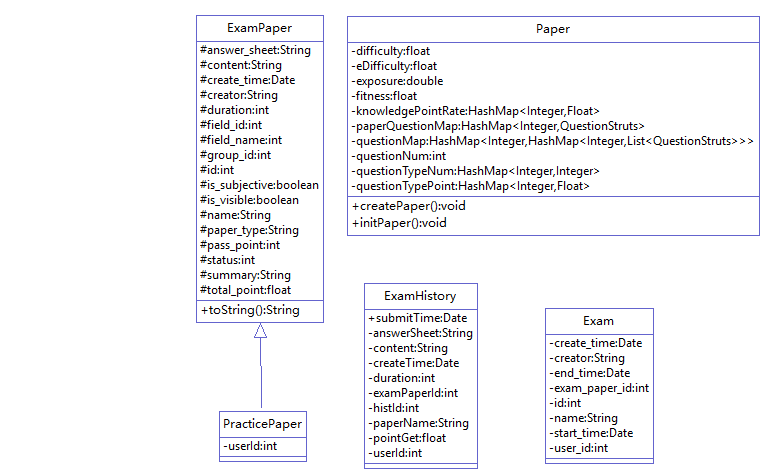 ExamPaper
#answer_sheet:String
#content:String
#create_time:Date
#creator:String
#duration:int
#field_id:int
#field_name:int
#group_id:int
#id:int
#is_subjective:boolean
#is_visible:boolean
#name:String
#paper_type:String
#pass_point:int
#status:int
#summary:String
#total_point:float
+toString():String
Paper
-difficulty:float
-eDifficulty:float
-exposure:double
-fitness:float
-knowledgePointRate:HashMap<Integer,Float>
-paperQuestionMap:HashMap<Integer,QuestionStruts>
-questionMap:HashMap<Integer,HashMap<Integer,List<QuestionStruts>>>
-questionNum:int
-questionTypeNum:HashMap<Integer,Integer>
-questionTypePoint:HashMap<Integer,Float>
+createPaper():void
+initPaper():void
ExamHistory
+submitTime:Date
-answerSheet:String
-content:String
-createTime:Date
-duration:int
-examPaperId:int
-histId:int
-paperName:String
-pointGet:float
-userId:int
Exam
-create_time:Date
-creator:String
-end_time:Date
-exam_paper_id:int
-id:int
-name:String
-start_time:Date
-user_id:int
PracticePaper
-userId:int